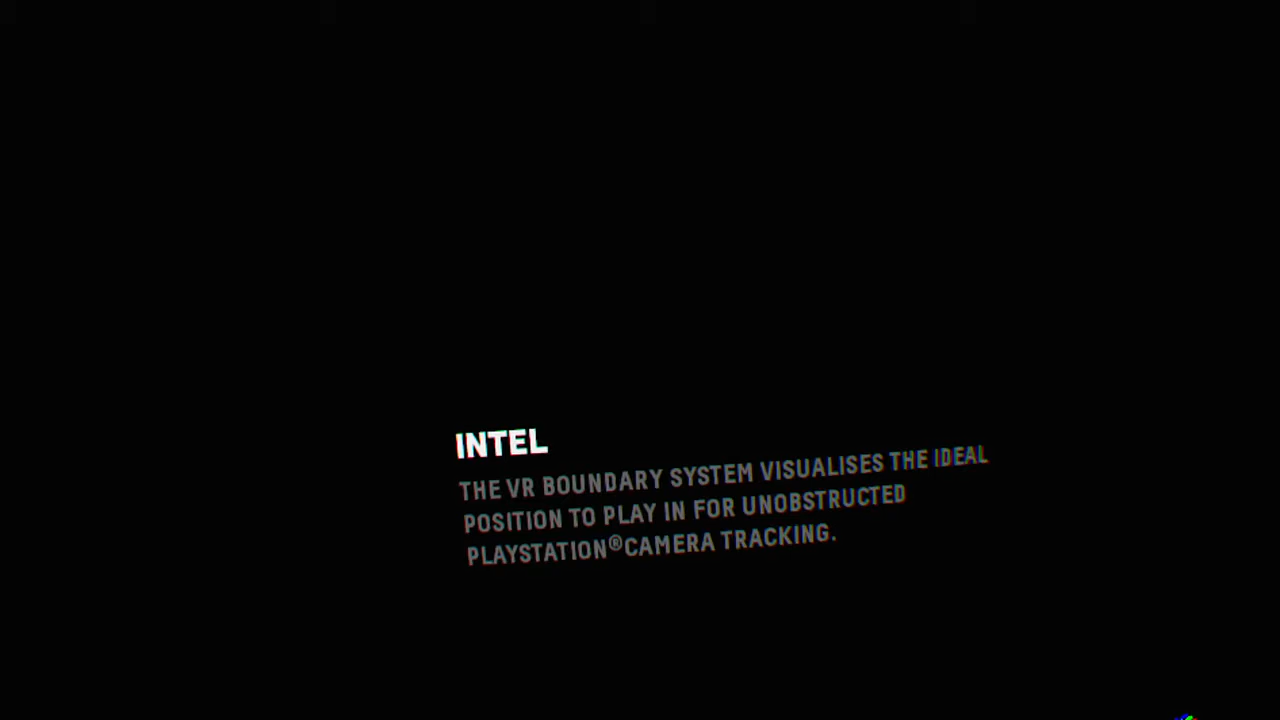 INTEL
THE VR BOUNDARY SYSTEM VISUALISES THE IDEAL
POSITION TO PLAY IN FOR UNOBSTRUCTED
PLAYSTATION®CAMERA TRACKING.